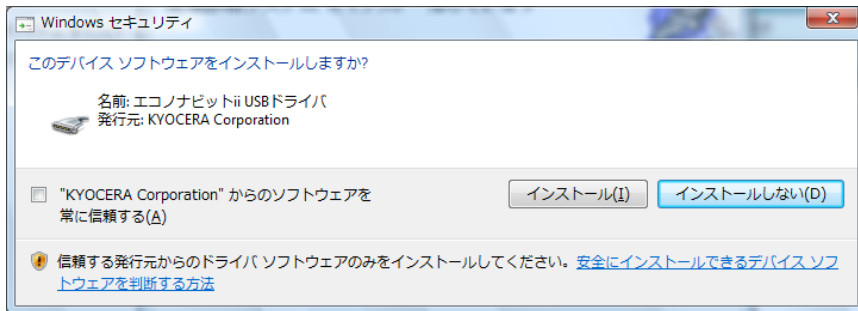 Windows セキュリティ
このデバイス ソフトウェアをインストールしますか?
名前: エコノナビットii USBドライバ
発行元: KYOCERA Corporation
"KYOCERA Corporation" からのソフトウェアを
常に信頼する(A)
インストール(I)
インストールしない(D)
信頼する発行元からのドライバ ソフトウェアのみをインストールしてください。安全にインストールできるデバイス ソフ
トウェアを判断する方法